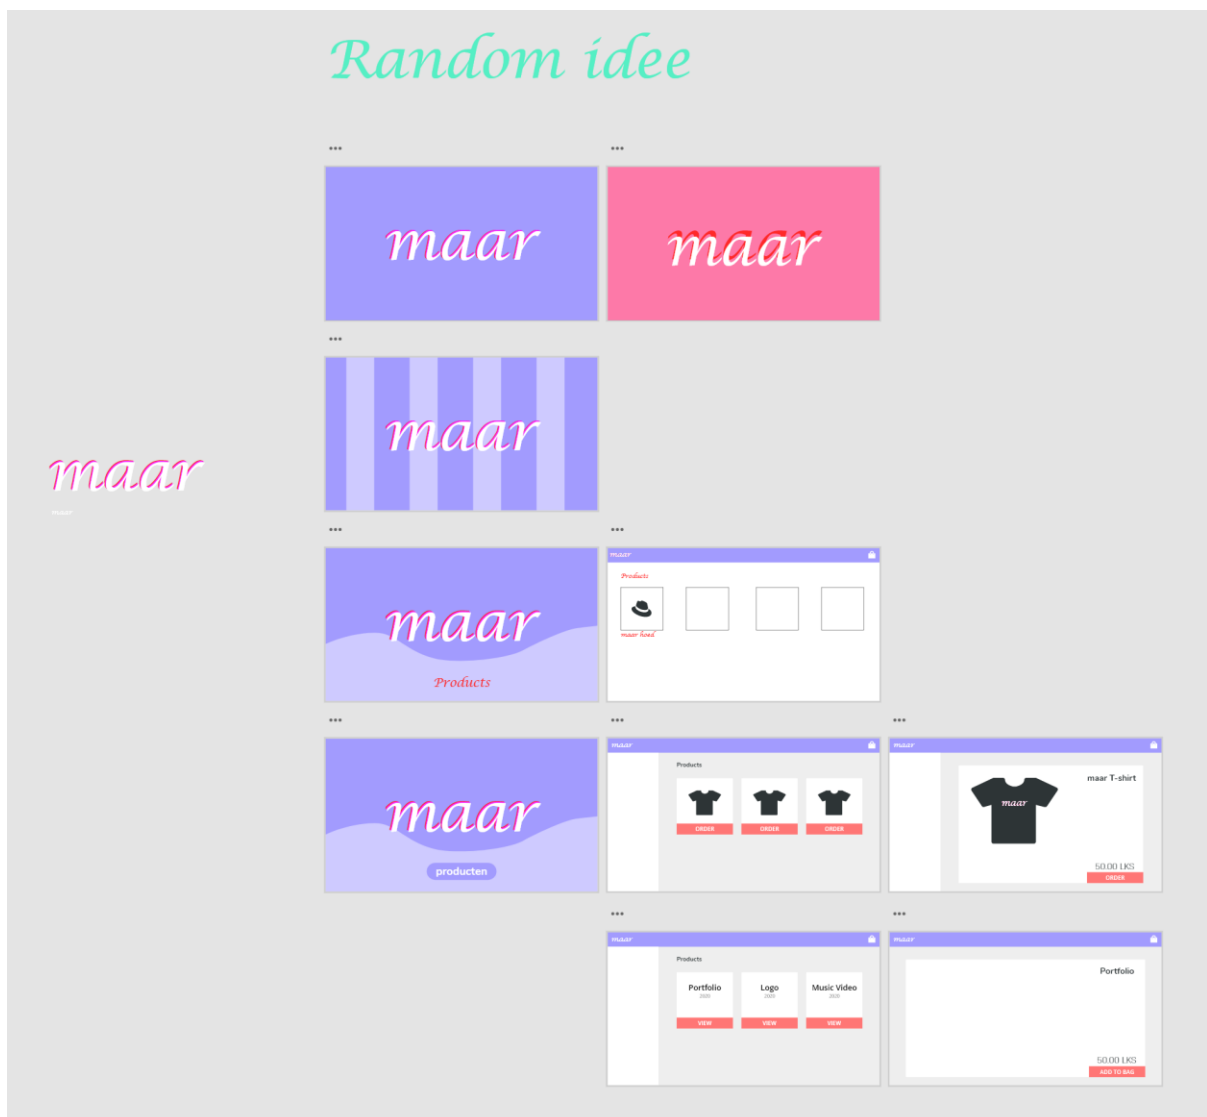 Random idee
maar
maar
maar
maar
maar
maar
Products
maar
Products
maar hoed
maar
producten
maar
Products
ORDER ORDER ORDER
maar
maar T-shirt
maar
50.00 LKS
ORDER
maar
Products
Portfolio Logo Music Video
VIEW VIEW VIEW
maar
Portfolio
50.00 LKS
ADD TO BAG